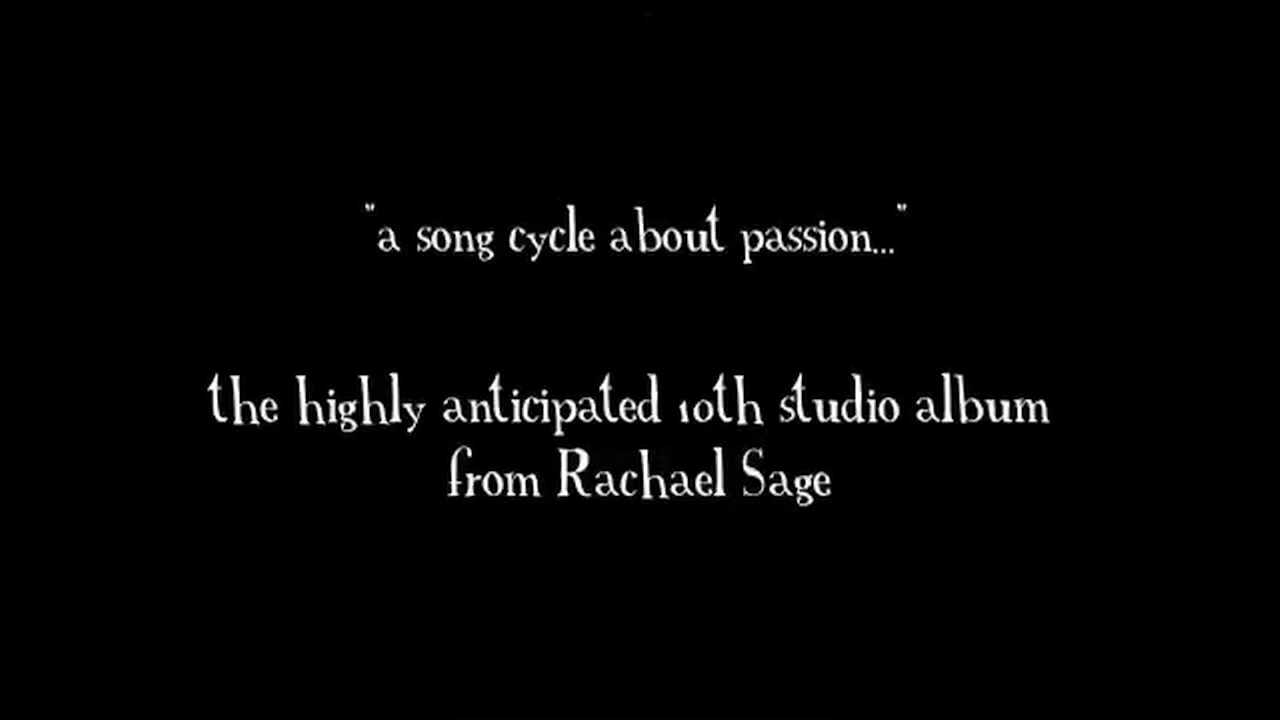 "a song cycle about passion..."
the highly anticipated 10th studio album
from Rachael Sage